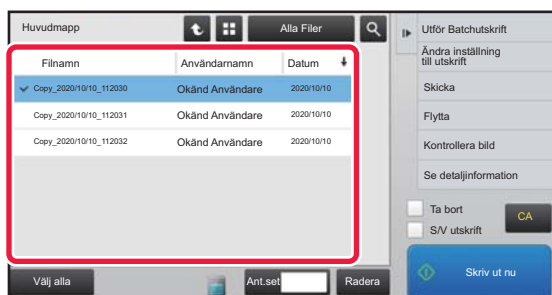 Huvudmapp
Alla Filer
Filnamn Användarnamn Datum
Copy_2020/10/10_112030 Okänd Användare 2020/10/10
Copy_2020/10/10_112031 Okänd Användare 2020/10/10
Copy_2020/10/10_112032 Okänd Användare 2020/10/10
Välj alla
Ant.set
Radera
Utför Batchutskrift
Ändra inställning
till utskrift
Skicka
Flytta
Kontrollera bild
Se detaljinformation
Ta bort
S/V utskrift
CA
Skriv ut nu